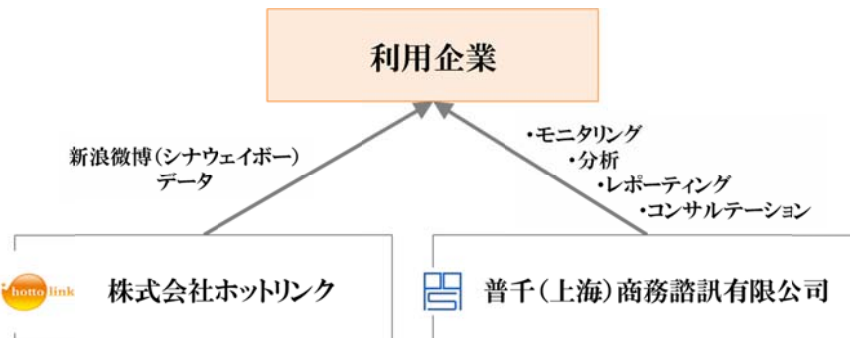 利用企業
新浪微博(シナウェイボー)
データ
・モニタリング
・分析
・レポーティング
・コンサルテーション
hotto link
株式会社ホットリンク
普千(上海)商務諮訊有限公司